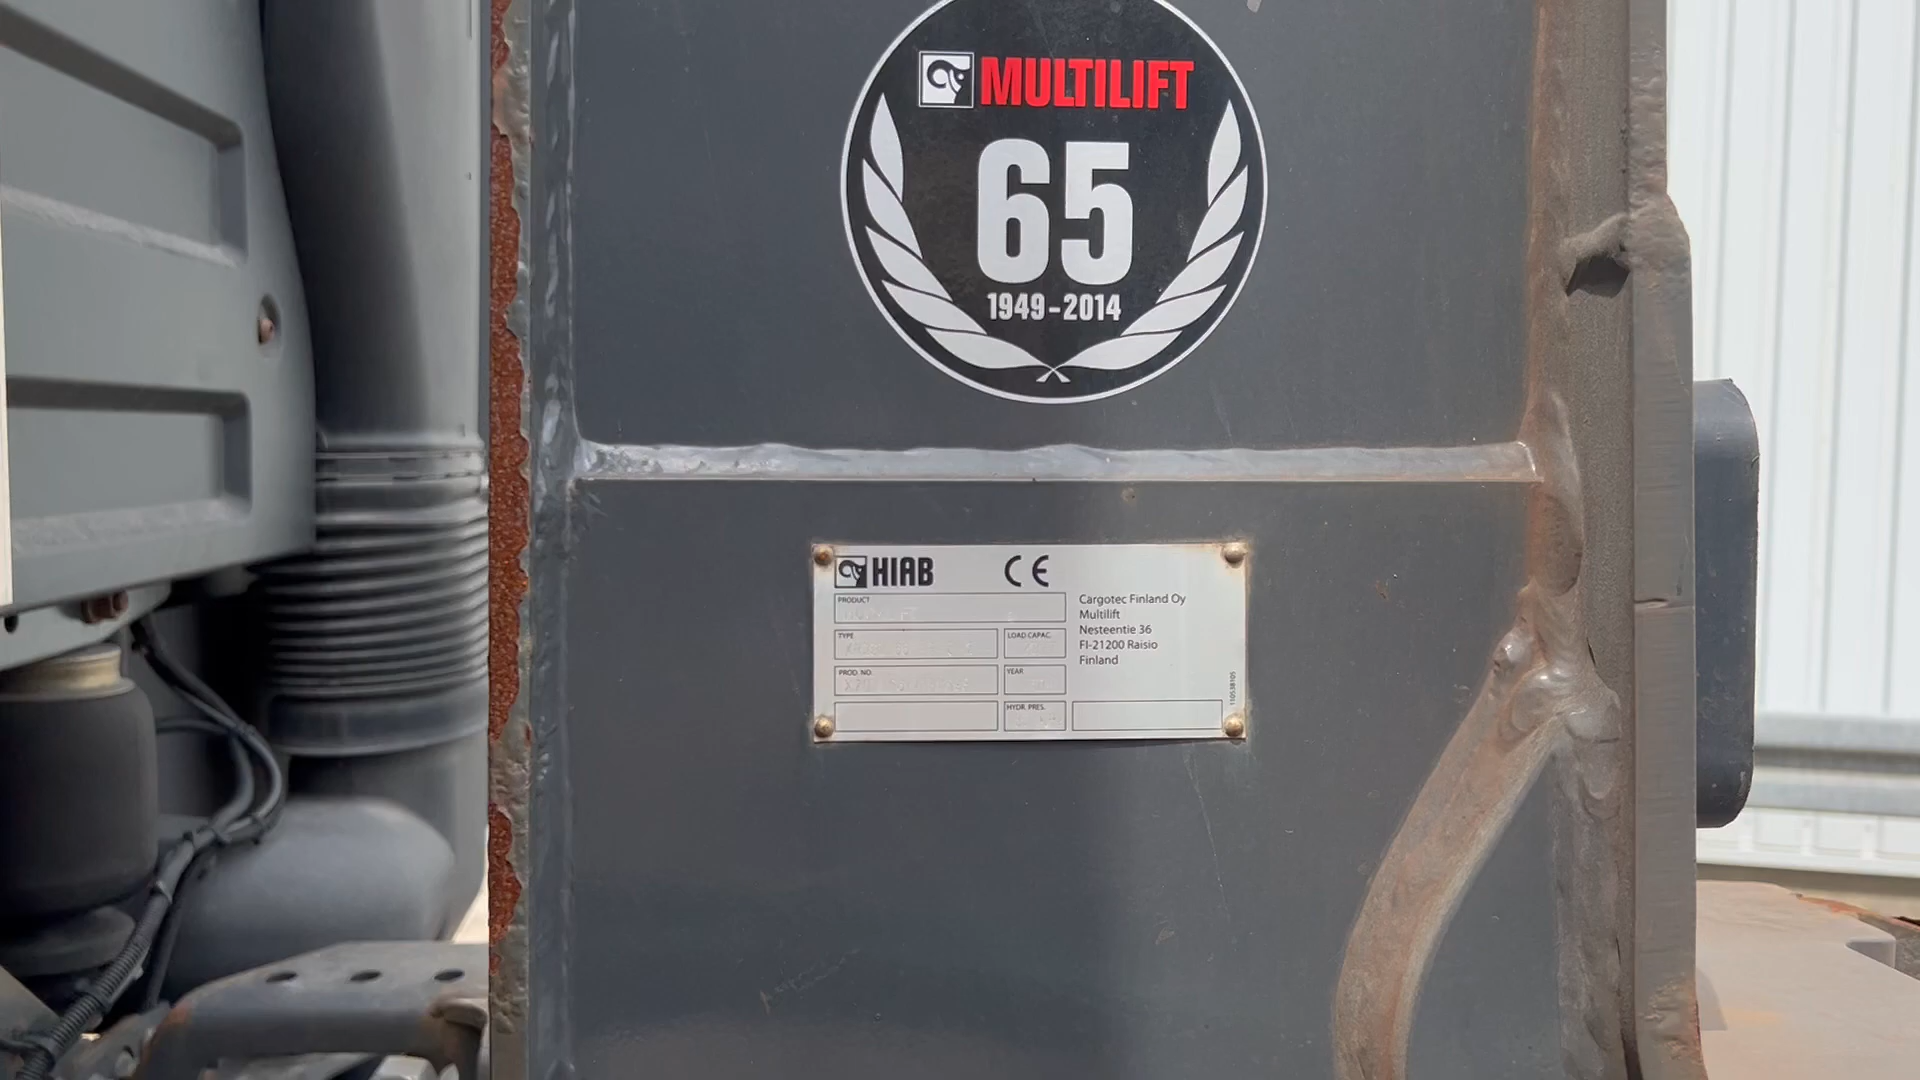 MULTILIFT
65
1949-2014
HIAB CE
PRODUCT
TYPE
LOAD CAPAC.
PROD. NO.
YEAR
HYDR. PRES.
Cargotec Finland Oy
Multilift
Nesteentie 36
FI-21200 Raisio
Finland